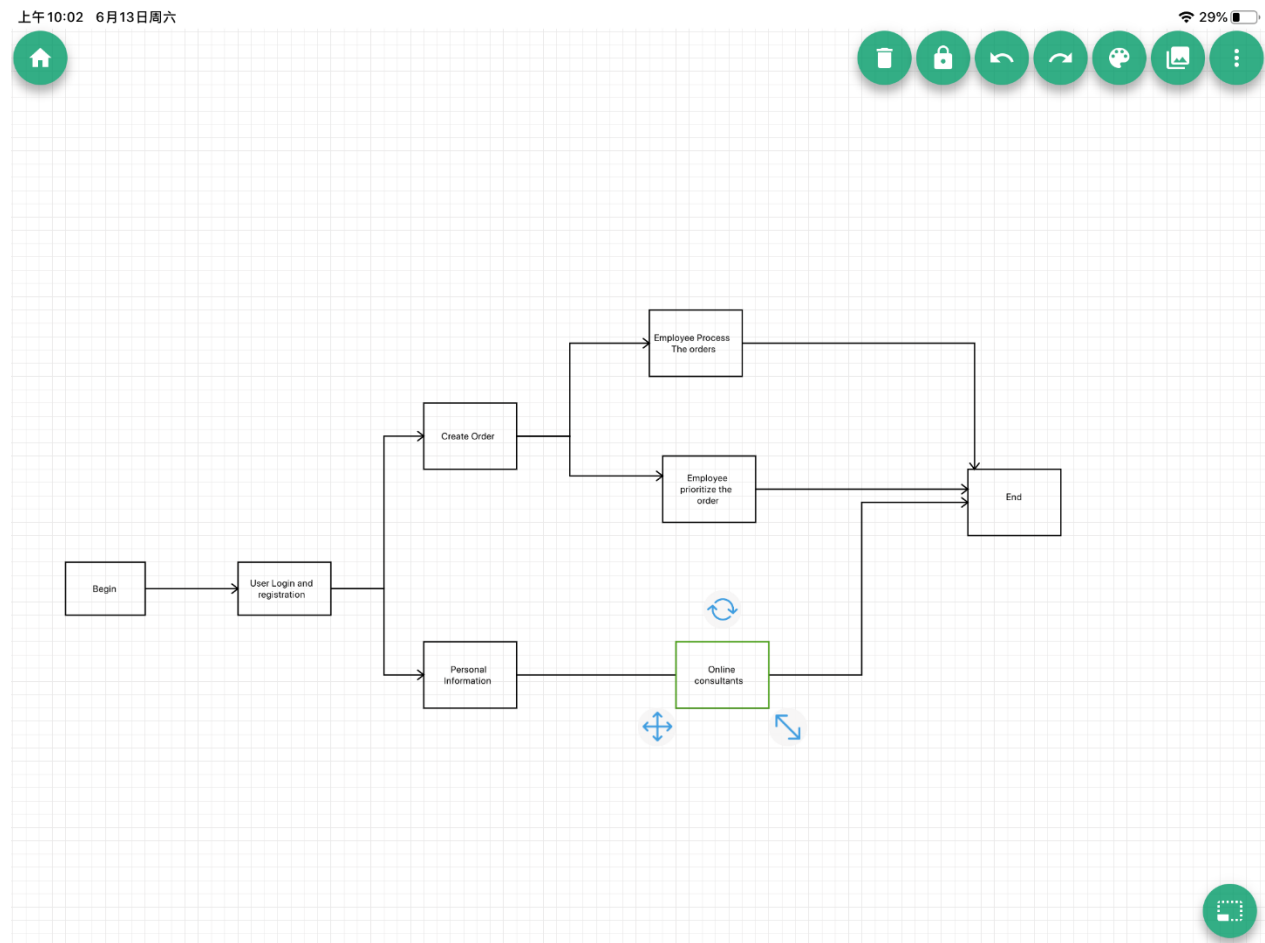 上午10:02 6月13日周六
29%
Employee Process
The orders
Create Order
Employee
prioritize the
order
End
Begin
User Login and
registration
Personal
Information
Online
consultants